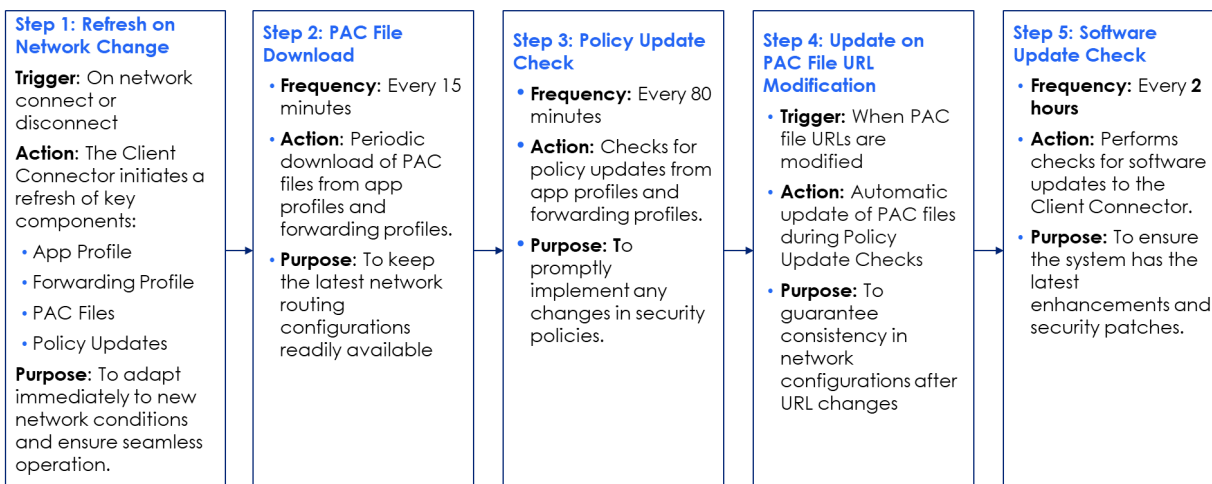 Step 1: Refresh on
Network Change
Trigger: On network
connect or
disconnect
Action: The Client
Connector initiates a
refresh of key
components:
• App Profile
• Forwarding Profile
• PAC Files
• Policy Updates
Purpose: To adapt
immediately to new
network conditions
and ensure seamless
operation.
Step 2: PAC File
Download
• Frequency: Every 15
minutes
• Action: Periodic
download of PAC
files from app
profiles and
forwarding profiles.
• Purpose: To keep
the latest network
routing
configurations
readily available
Step 3: Policy Update
Check
• Frequency: Every 80
minutes
• Action: Checks for
policy updates from
app profiles and
forwarding profiles.
• Purpose: To
promptly
implement any
changes in security
policies.
Step 4: Update on
PAC File URL
Modification
• Trigger: When PAC
file URLs are
modified
• Action: Automatic
update of PAC files
during Policy
Update Checks
• Purpose: To
guarantee
consistency in
network
configurations after
URL changes
Step 5: Software
Update Check
• Frequency: Every 2
hours
• Action: Performs
checks for software
updates to the
Client Connector.
• Purpose: To ensure
the system has the
latest
enhancements and
security patches.